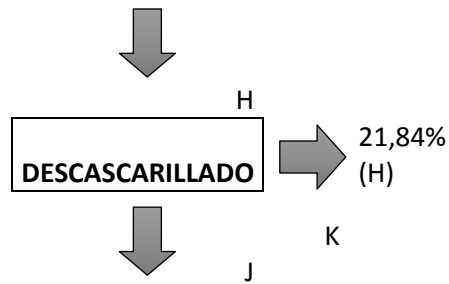 H
DESCASCARILLADO
21,84%
(H)
K
J